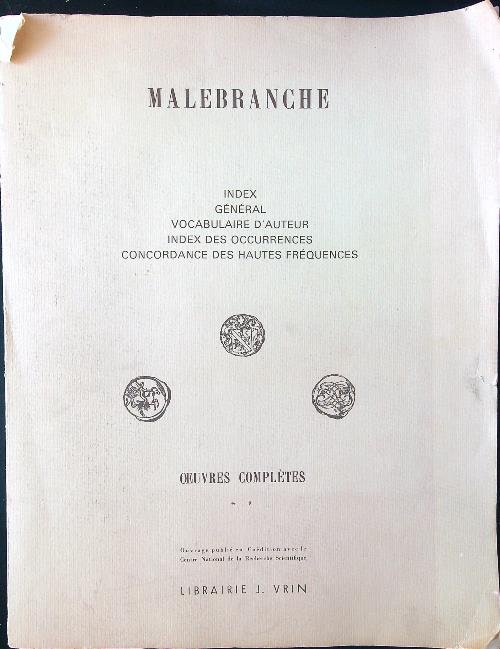 MALEBRANCHE
INDEX
GÉNÉRAL
VOCABULAIRE D'AUTEUR
INDEX DES OCCURRENCES
CONCORDANCE DES HAUTES FRÉQUENCES
ŒUVRES COMPLÈTES
Ouvrage publié en Coédition avec le
Centre National de la Recherche Scientifique
LIBRAIRIE J. VRIN